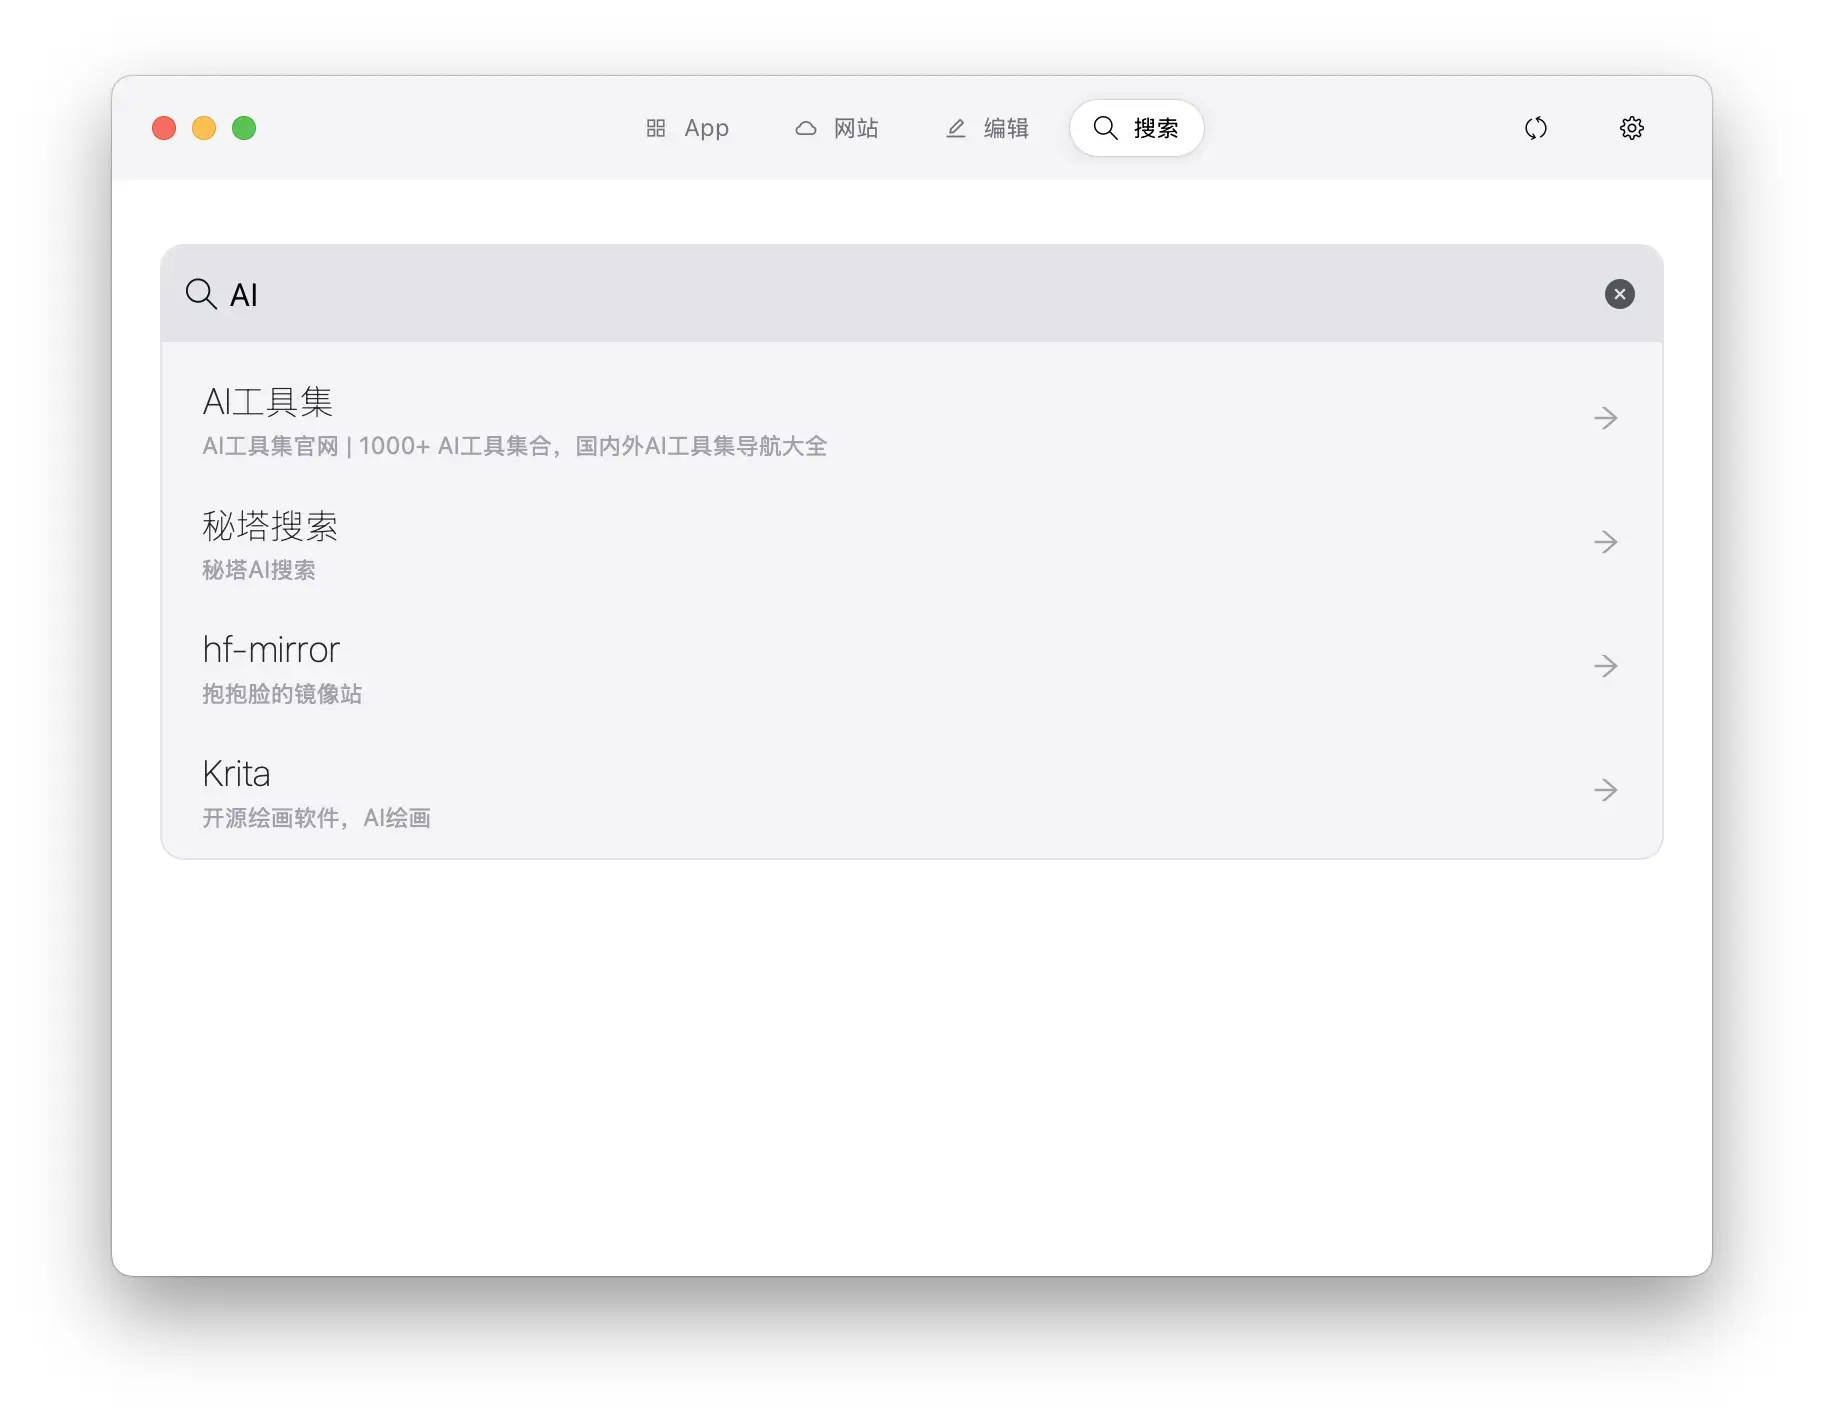 App
网站
编辑
搜索
AI
AI工具集
AI工具集官网 | 1000+ AI工具集合，国内外AI工具集导航大全
秘塔搜索
秘塔AI搜索
hf-mirror
抱抱脸的镜像站
Krita
开源绘画软件，AI绘画